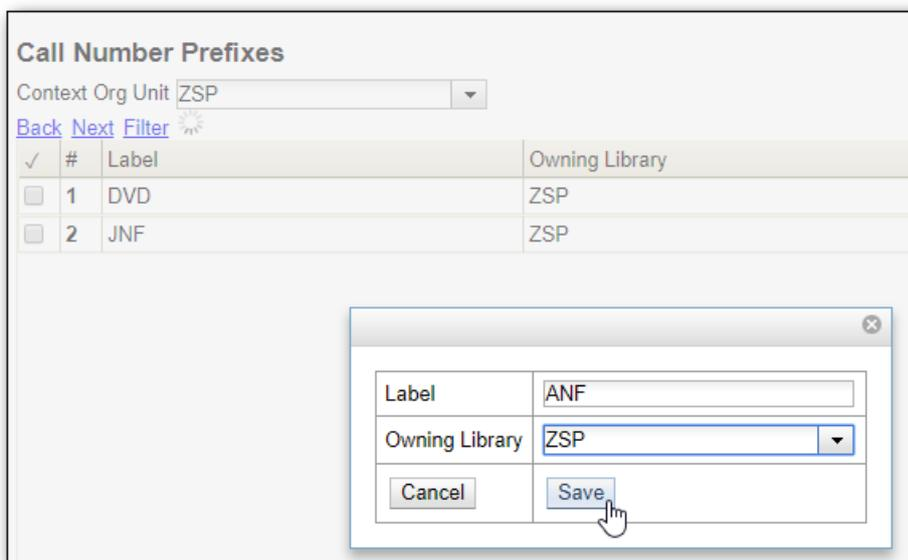 Call Number Prefixes
Context Org Unit ZSP
Back Next Filter
✓ # Label Owning Library
1 DVD ZSP
2 JNF ZSP
Label ANF
Owning Library ZSP
Cancel Save